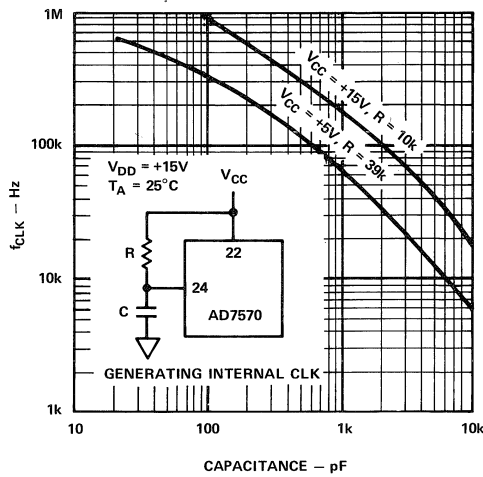 1M
100k
10k
1k
fCLK – Hz
VCC = +15V, R = 10k
VCC = +5V, R = 39k
VDD = +15V
TA = 25°C
VCC
R
22
24
C
AD7570
GENERATING INTERNAL CLK
10
100
1k
10k
CAPACITANCE – pF